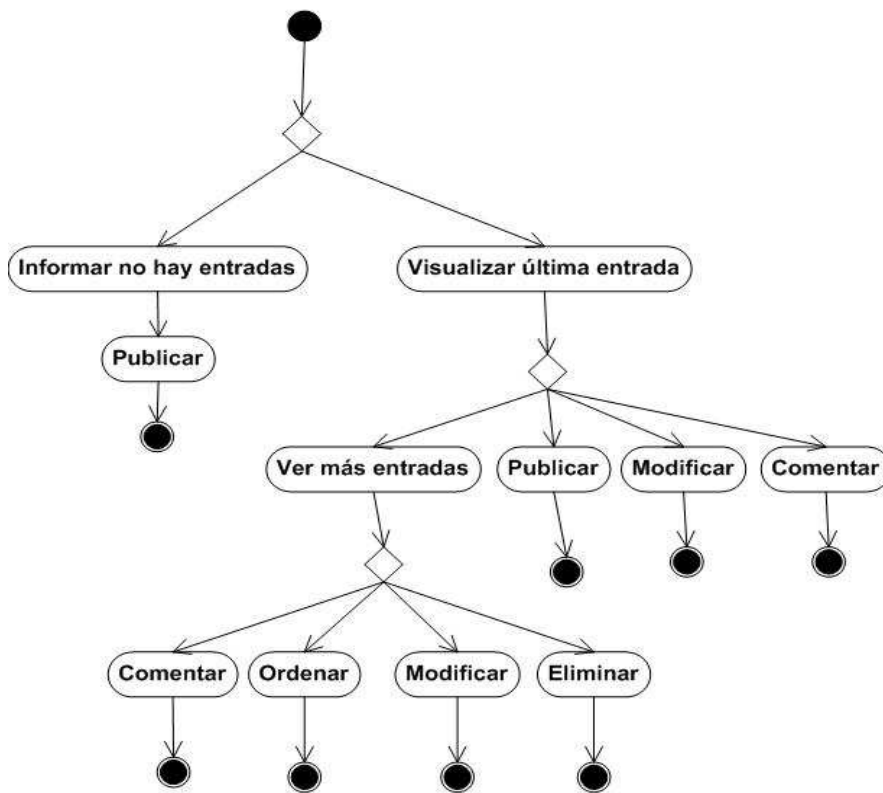 Informar no hay entradas
Visualizar última entrada
Publicar
Ver más entradas
Publicar
Modificar
Comentar
Comentar
Ordenar
Modificar
Eliminar